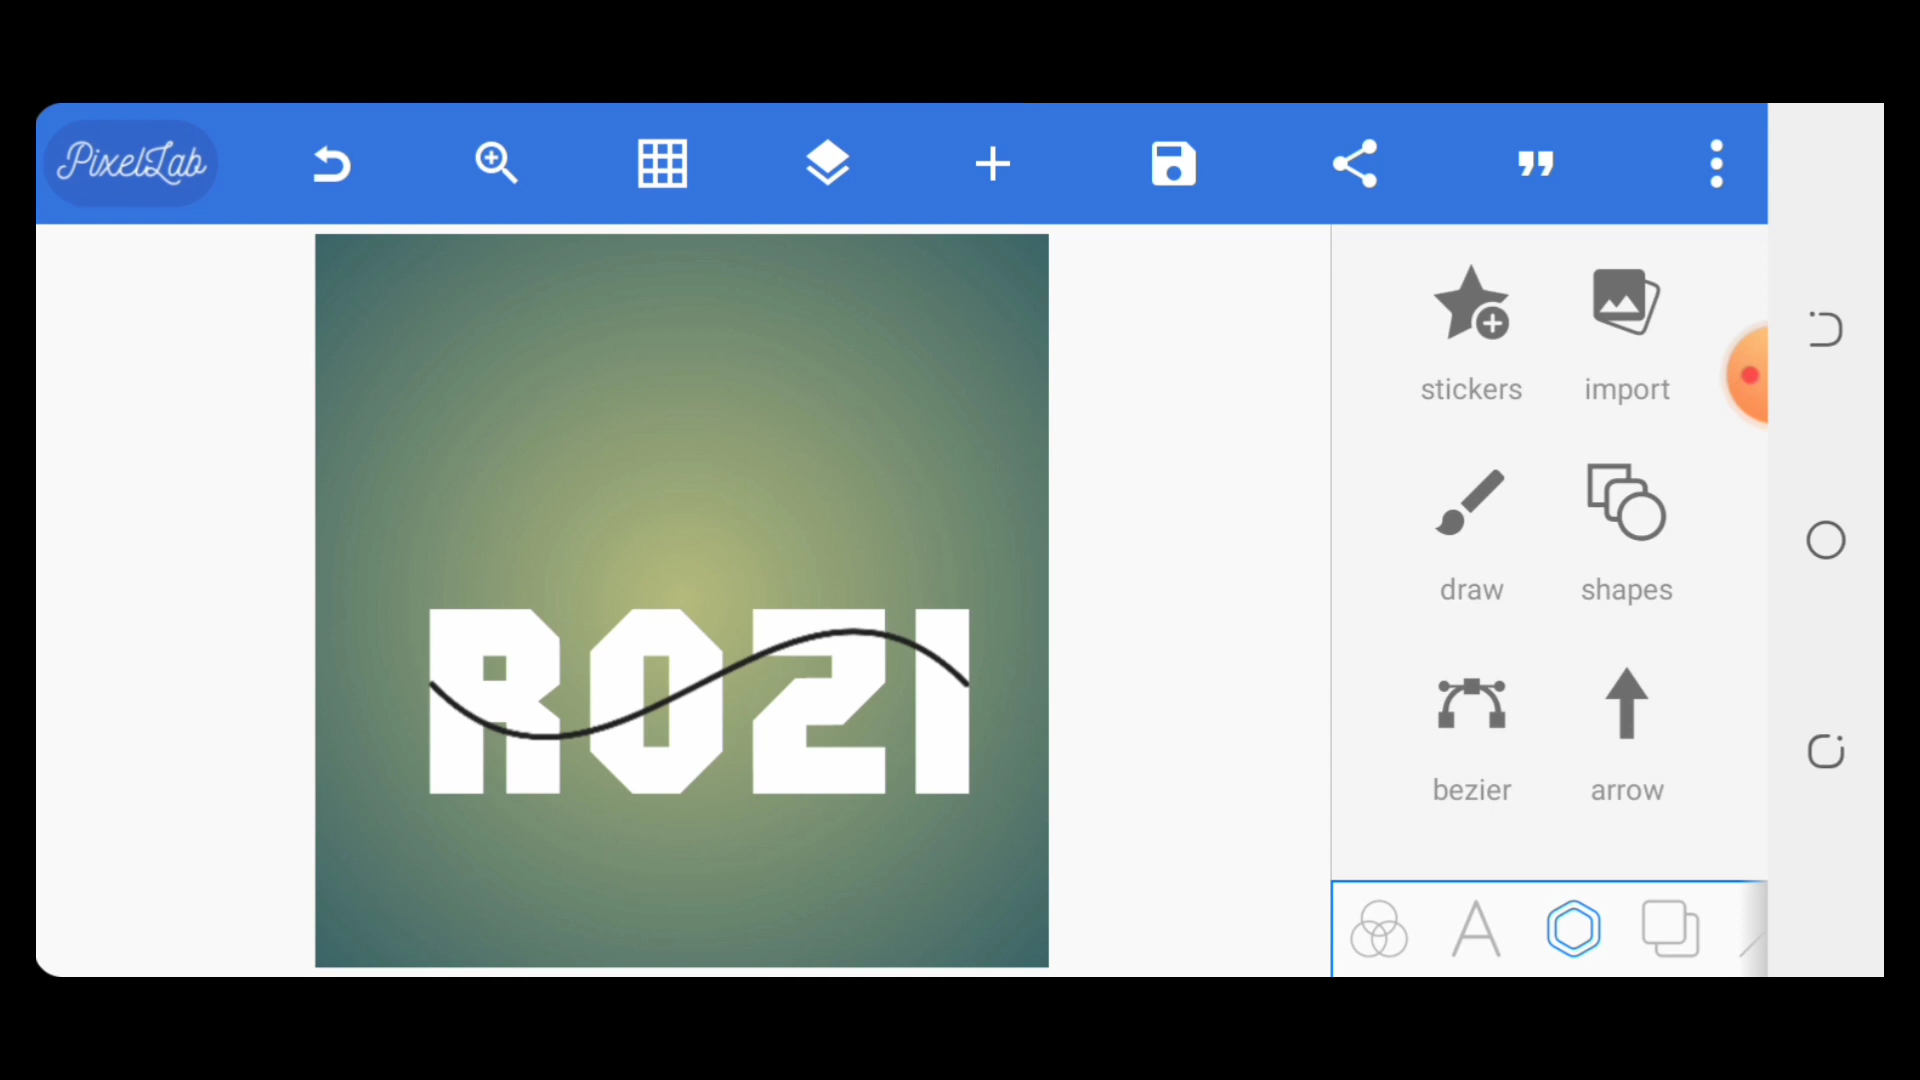 PixelLab
stickers
import
draw
shapes
bezier
arrow
ROZI